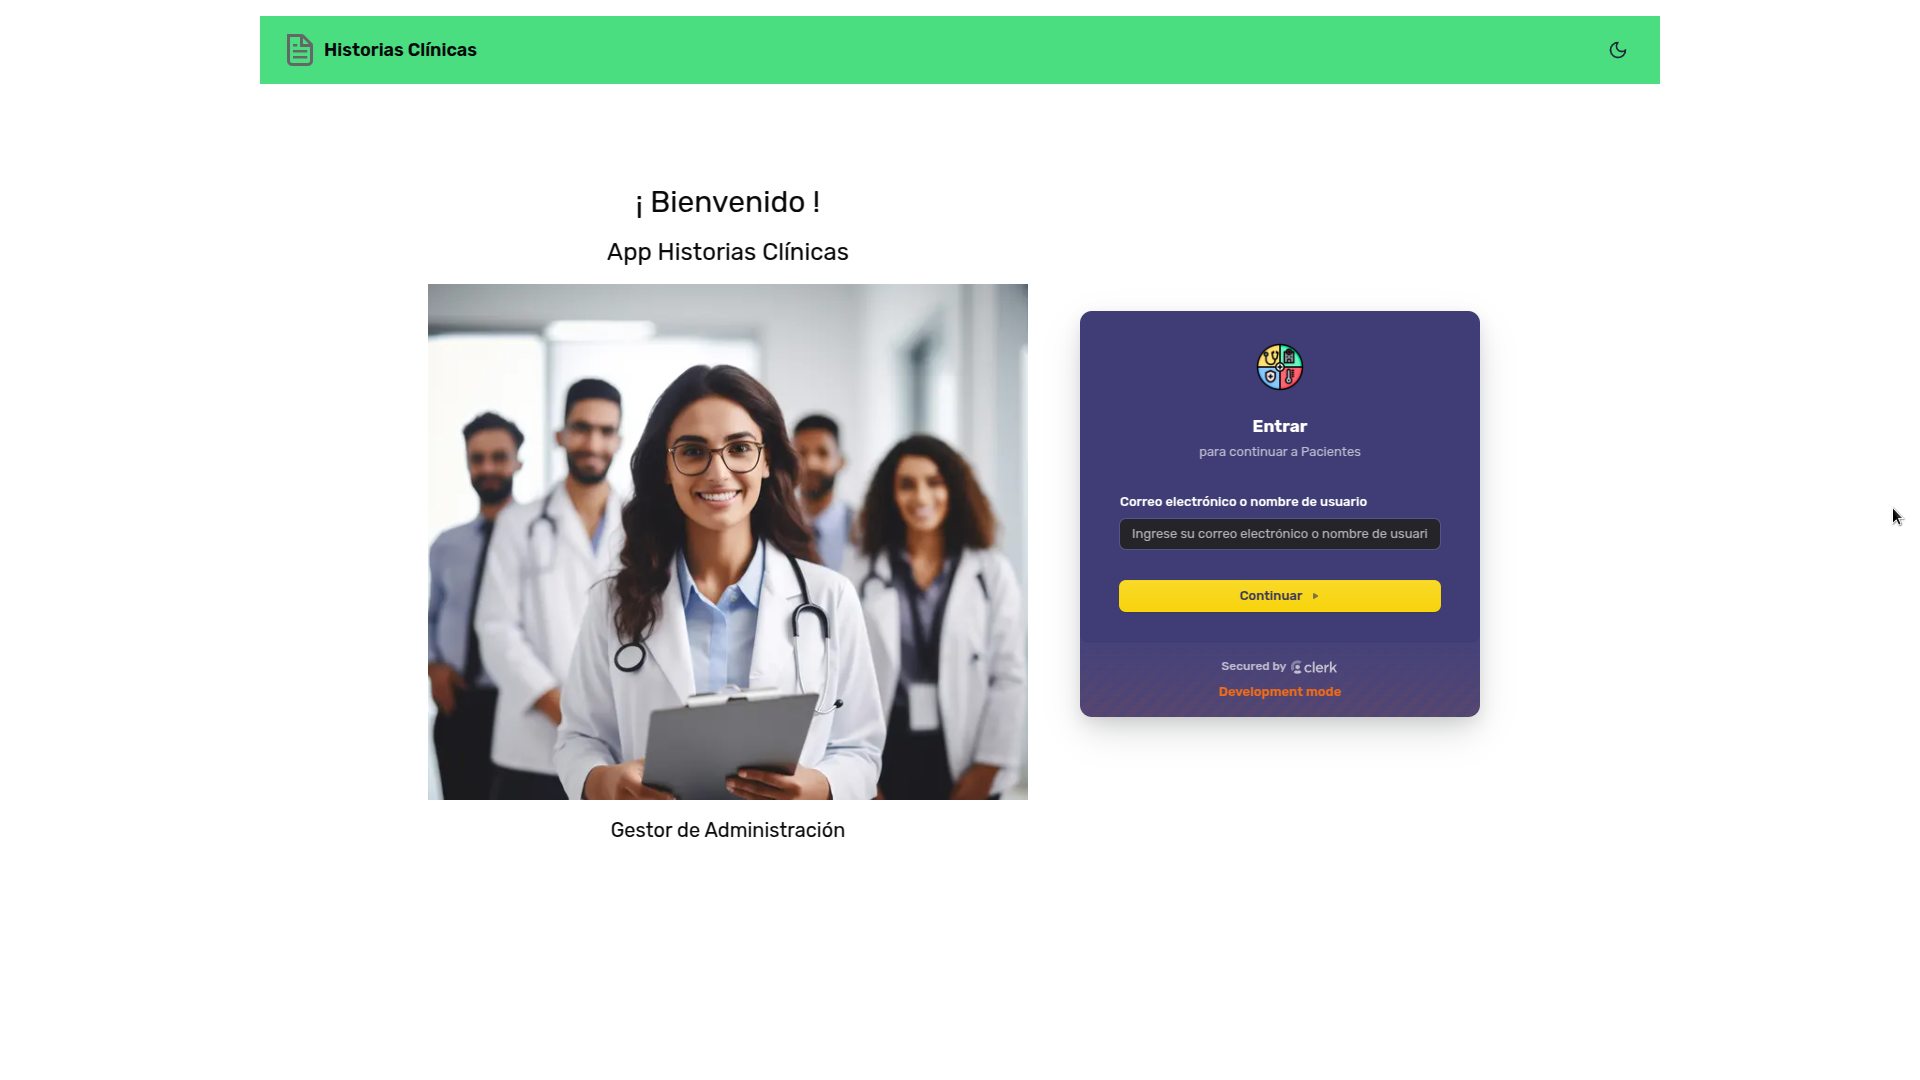 Historias Clínicas
¡ Bienvenido !
App Historias Clínicas
Gestor de Administración
Entrar
para continuar a Pacientes
Correo electrónico o nombre de usuario
Ingrese su correo electrónico o nombre de usuari
Continuar
Secured by clerk
Development mode